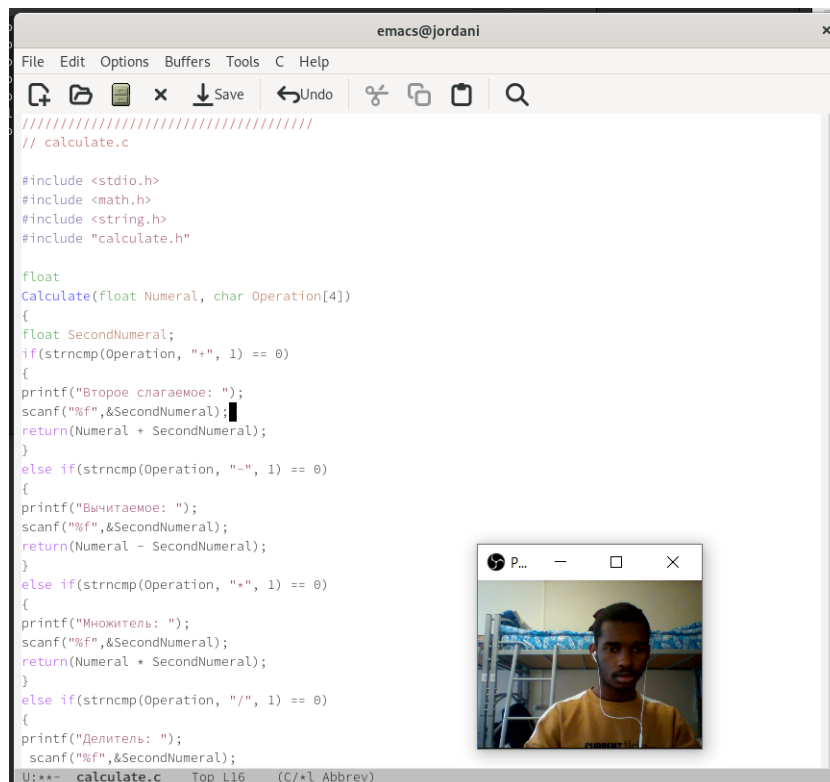 emacs@jordani
File Edit Options Buffers Tools C Help
Save Undo
///////////////////////////////////////
// calculate.c
#include <stdio.h>
#include <math.h>
#include <string.h>
#include "calculate.h"
float
Calculate(float Numeral, char Operation[4])
{
float SecondNumeral;
if(strncmp(Operation, "+", 1) == 0)
{
printf("Второе слагаемое: ");
scanf("%f",&SecondNumeral);
return(Numeral + SecondNumeral);
}
else if(strncmp(Operation, "-", 1) == 0)
{
printf("Вычитаемое: ");
scanf("%f",&SecondNumeral);
return(Numeral - SecondNumeral);
}
else if(strncmp(Operation, "*", 1) == 0)
{
printf("Множитель: ");
scanf("%f",&SecondNumeral);
return(Numeral * SecondNumeral);
}
else if(strncmp(Operation, "/", 1) == 0)
{
printf("Делитель: ");
scanf("%f",&SecondNumeral);
U:**- calculate.c Top L16 (C/*l Abbrev)
P...
CURRENT